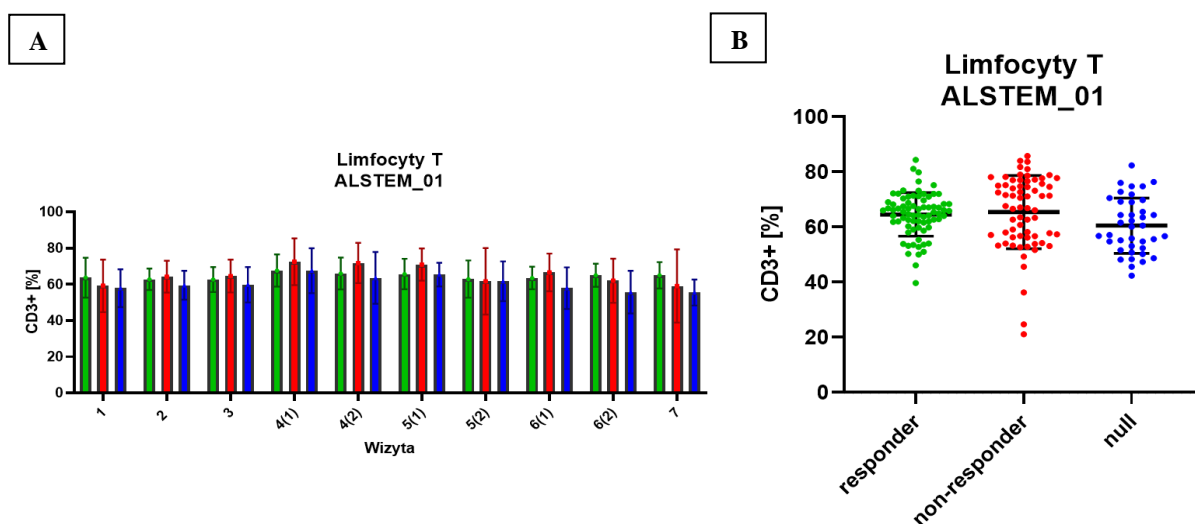 A
Limfocyty T
ALSTEM_01
CD3+ [%]
100
80
60
40
20
0
1
2
3
4(1)
4(2)
5(1)
5(2)
6(1)
6(2)
7
Wizyta
B
Limfocyty T
ALSTEM_01
CD3+ [%]
100
80
60
40
20
0
responder
non-responder
null